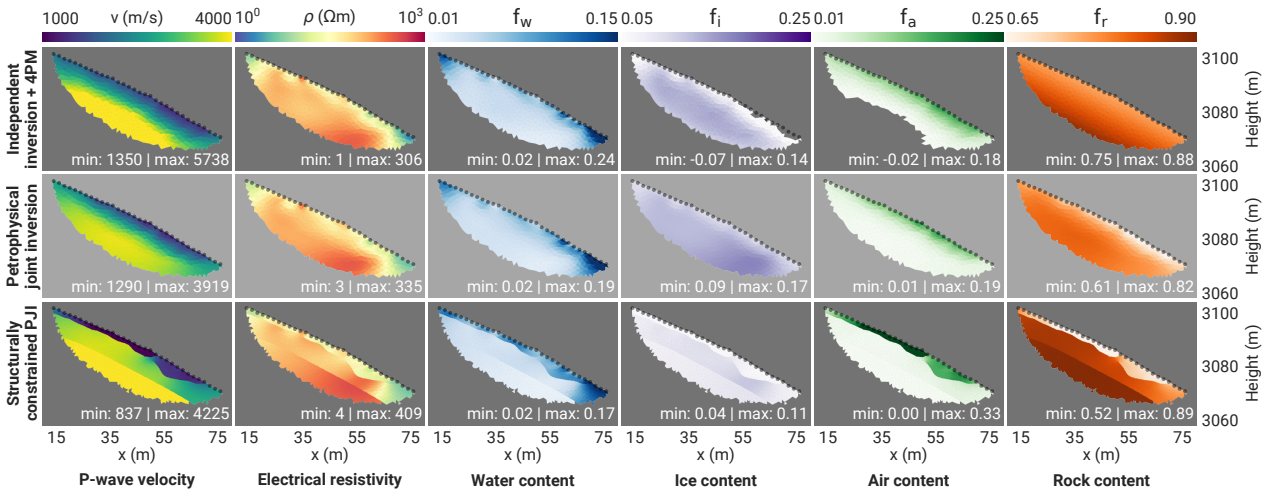 1000 v (m/s) 4000
10⁰ ρ (Ωm) 10³
0.01 f_w 0.15
0.05 f_i 0.25
0.01 f_a 0.25
0.65 f_r 0.90
Independent
inversion + 4PM
min: 1350 | max: 5738
min: 1 | max: 306
min: 0.02 | max: 0.24
min: -0.07 | max: 0.14
min: -0.02 | max: 0.18
min: 0.75 | max: 0.88
3100
3080
3060
Height (m)
Petrophysical
joint inversion
min: 1290 | max: 3919
min: 3 | max: 335
min: 0.02 | max: 0.19
min: 0.09 | max: 0.17
min: 0.01 | max: 0.19
min: 0.61 | max: 0.82
3100
3080
3060
Height (m)
Structurally
constrained PJI
min: 837 | max: 4225
min: 4 | max: 409
min: 0.02 | max: 0.17
min: 0.04 | max: 0.11
min: 0.00 | max: 0.33
min: 0.52 | max: 0.89
3100
3080
3060
Height (m)
15 35 55 75
15 35 55 75
15 35 55 75
15 35 55 75
15 35 55 75
15 35 55 75
x (m)
x (m)
x (m)
x (m)
x (m)
x (m)
P-wave velocity
Electrical resistivity
Water content
Ice content
Air content
Rock content